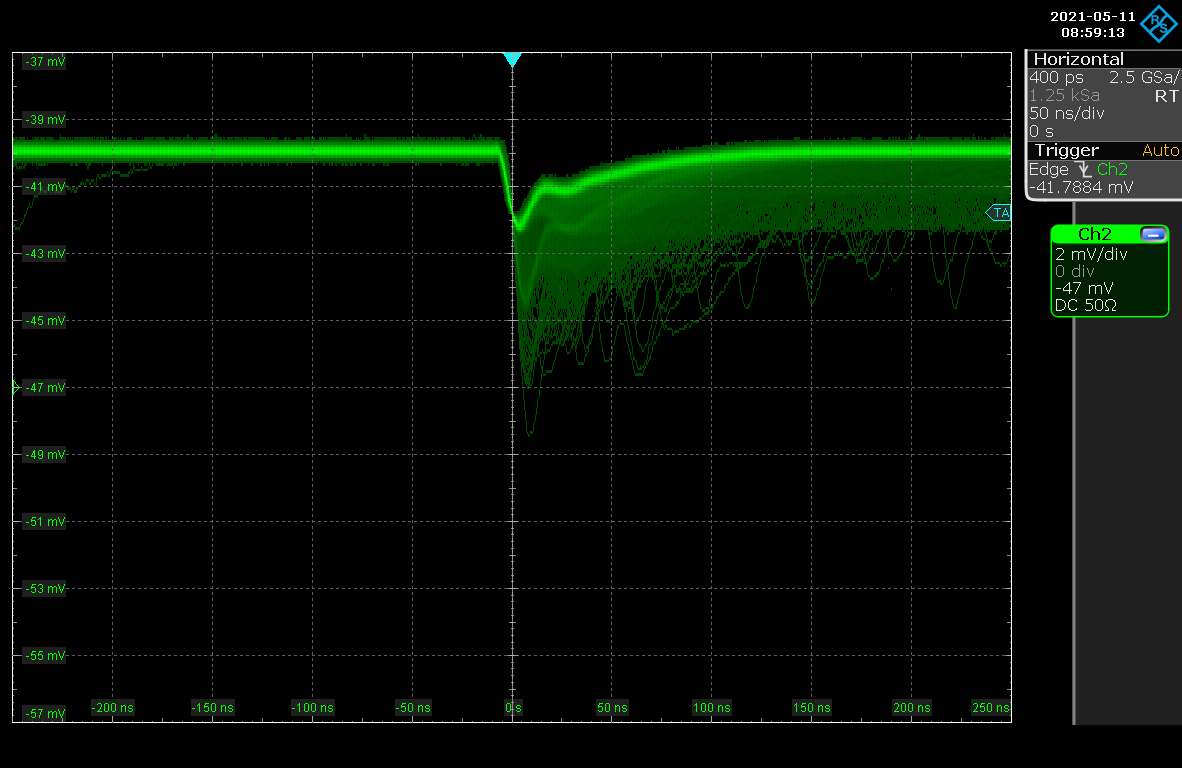 2021-05-11
08:59:13
R S
Horizontal
400 ps 2.5 GSa/
1.25 kSa RT
50 ns/div
0 s
Trigger Auto
Edge Ch2
-41.7884 mV
TA
Ch2
2 mV/div
0 div
-47 mV
DC 50Ω
-37 mV
-39 mV
-41 mV
-43 mV
-45 mV
-47 mV
-49 mV
-51 mV
-53 mV
-55 mV
-57 mV
-200 ns -150 ns -100 ns -50 ns 0 s 50 ns 100 ns 150 ns 200 ns 250 ns